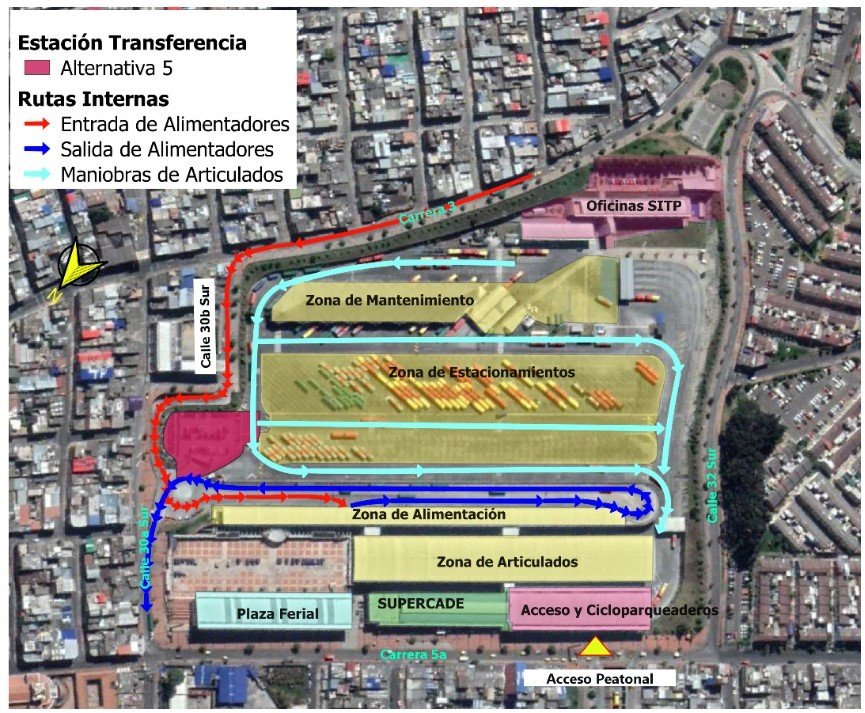 Estación Transferencia
Alternativa 5
Rutas Internas
Entrada de Alimentadores
Salida de Alimentadores
Maniobras de Articulados
Oficinas SITP
Carrera 3
N
Zona de Mantenimiento
Calle 30b Sur
Zona de Estacionamientos
Calle 32 Sur
Zona de Alimentación
Calle 30a Sur
Zona de Articulados
SUPERCADE
Plaza Ferial
Acceso y Cicloparqueaderos
Carrera 5a
Acceso Peatonal